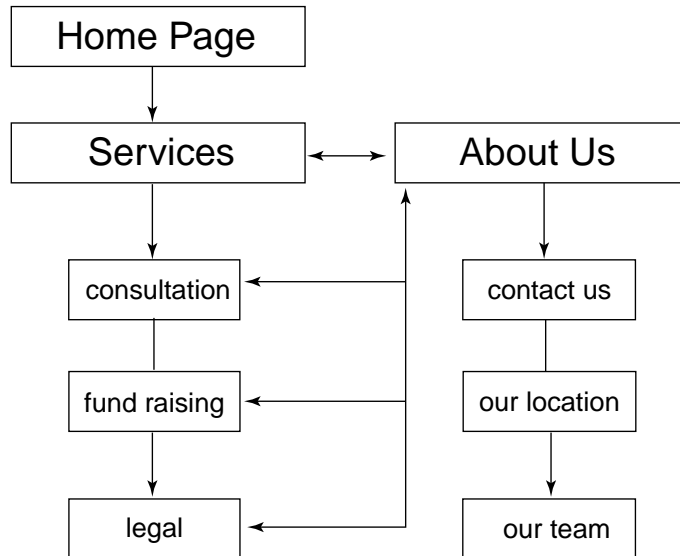 Home Page
Services
About Us
consultation
contact us
fund raising
our location
legal
our team